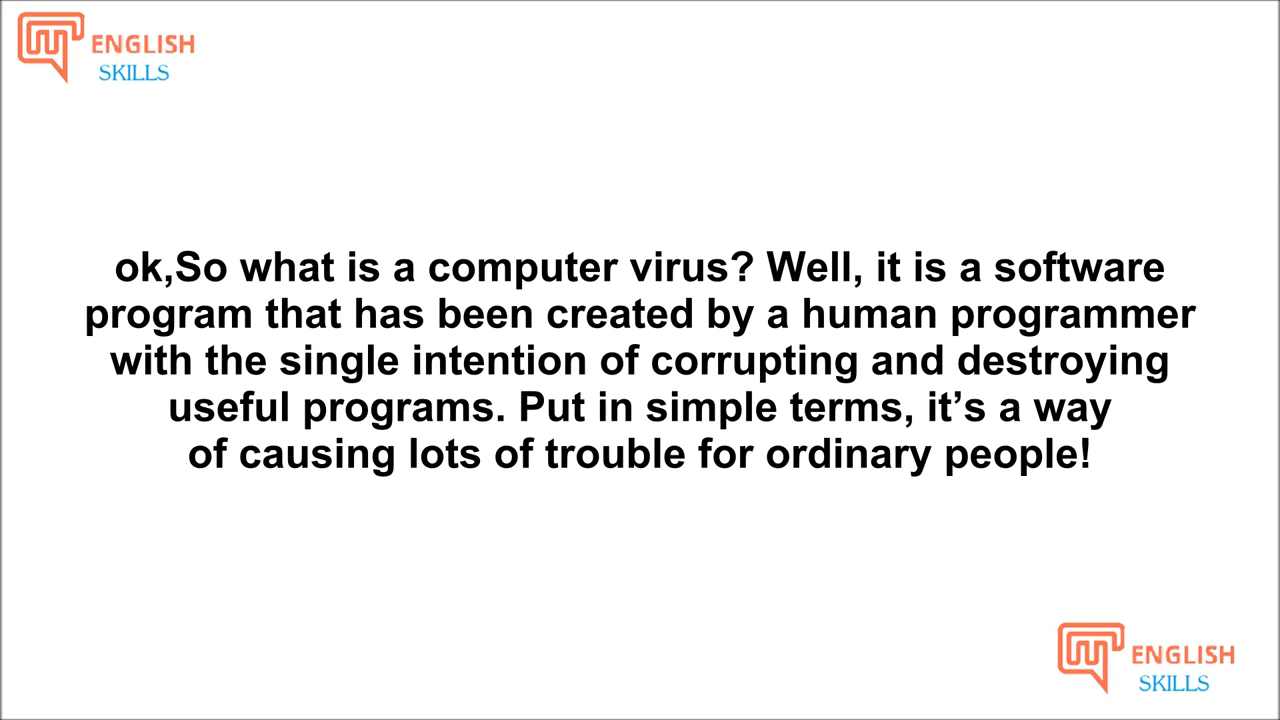 ENGLISH
SKILLS
ok,So what is a computer virus? Well, it is a software
program that has been created by a human programmer
with the single intention of corrupting and destroying
useful programs. Put in simple terms, it’s a way
of causing lots of trouble for ordinary people!
ENGLISH
SKILLS